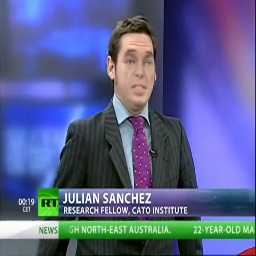 00:19
CET
RT
JULIAN SANCHEZ
RESEARCH FELLOW, CATO INSTITUTE
NEWS
GH NORTH-EAST AUSTRALIA.
22-YEAR-OLD MA